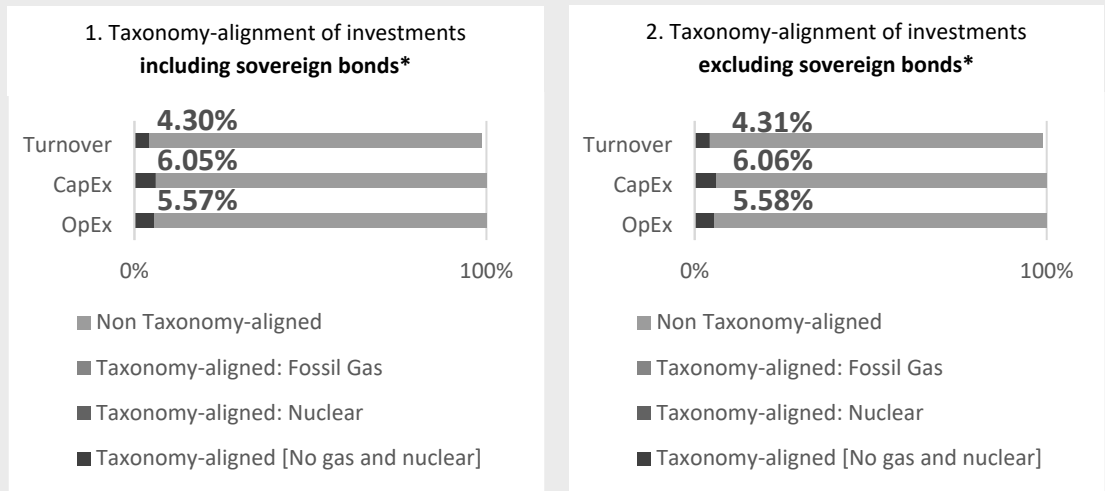 1. Taxonomy-alignment of investments
including sovereign bonds*
4.30%
Turnover
6.05%
CapEx
5.57%
OpEx
0%
100%
Non Taxonomy-aligned
Taxonomy-aligned: Fossil Gas
Taxonomy-aligned: Nuclear
Taxonomy-aligned [No gas and nuclear]
2. Taxonomy-alignment of investments
excluding sovereign bonds*
4.31%
Turnover
6.06%
CapEx
5.58%
OpEx
0%
100%
Non Taxonomy-aligned
Taxonomy-aligned: Fossil Gas
Taxonomy-aligned: Nuclear
Taxonomy-aligned [No gas and nuclear]